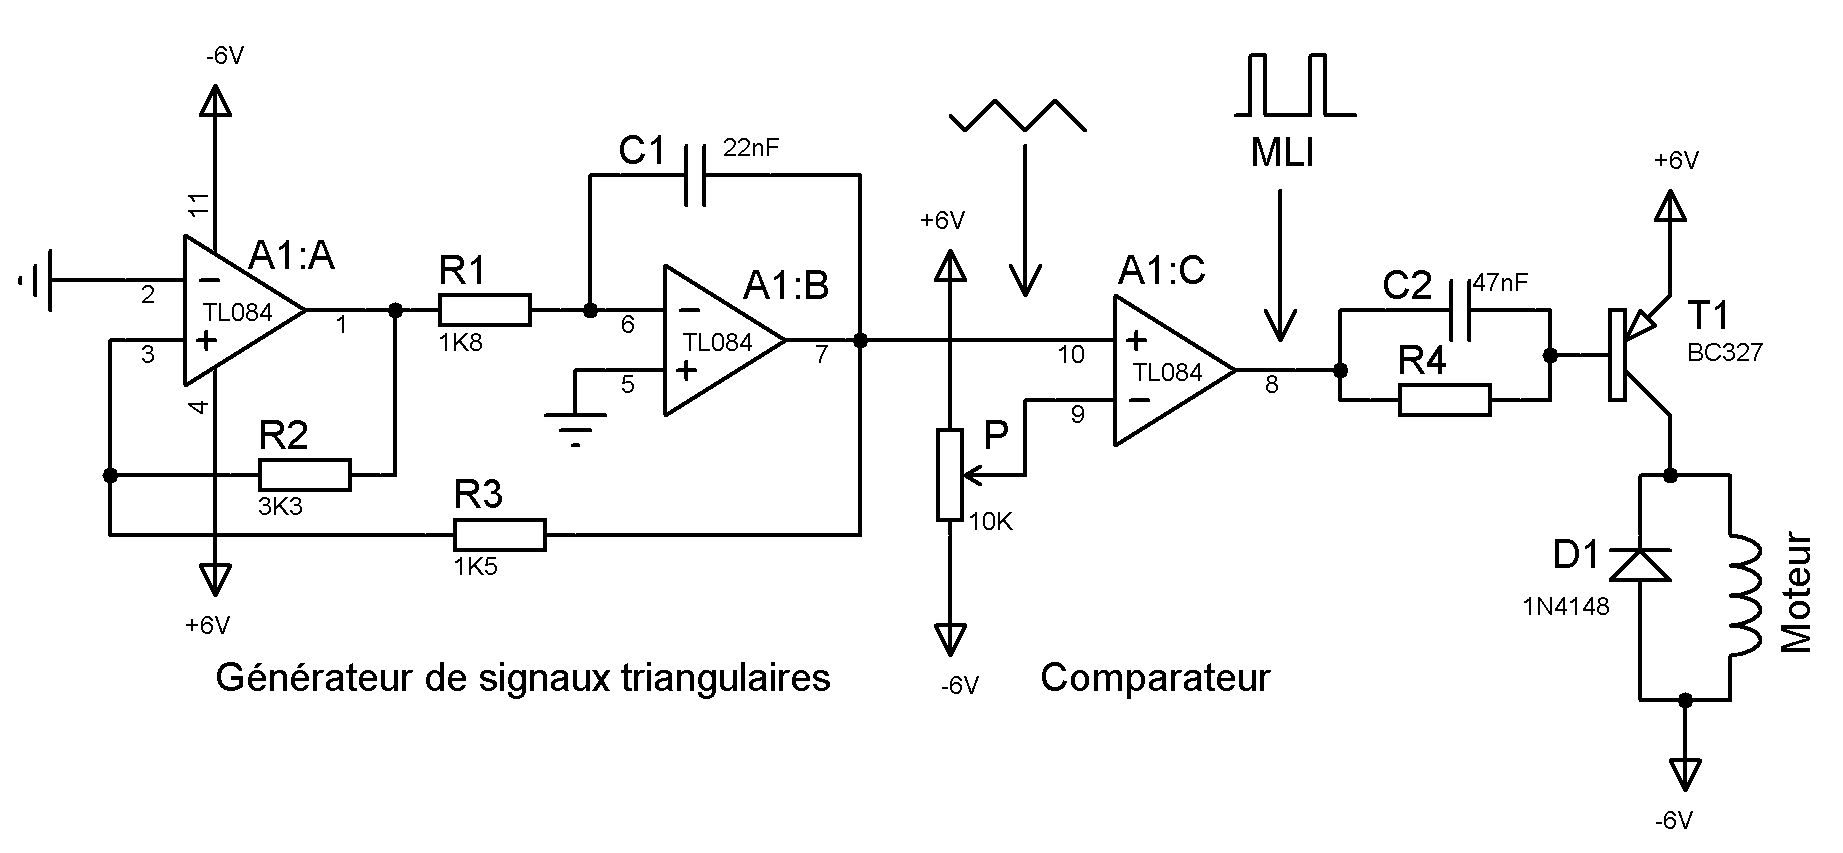 -6V
11
A1:A
2
TL084
1
3
4
R2
3K3
+6V
R1
1K8
C1
22nF
A1:B
6
TL084
7
5
R3
1K5
+6V
P
10K
-6V
A1:C
10
TL084
8
9
MLI
C2
47nF
R4
+6V
T1
BC327
D1
1N4148
Moteur
-6V
Générateur de signaux triangulaires
Comparateur